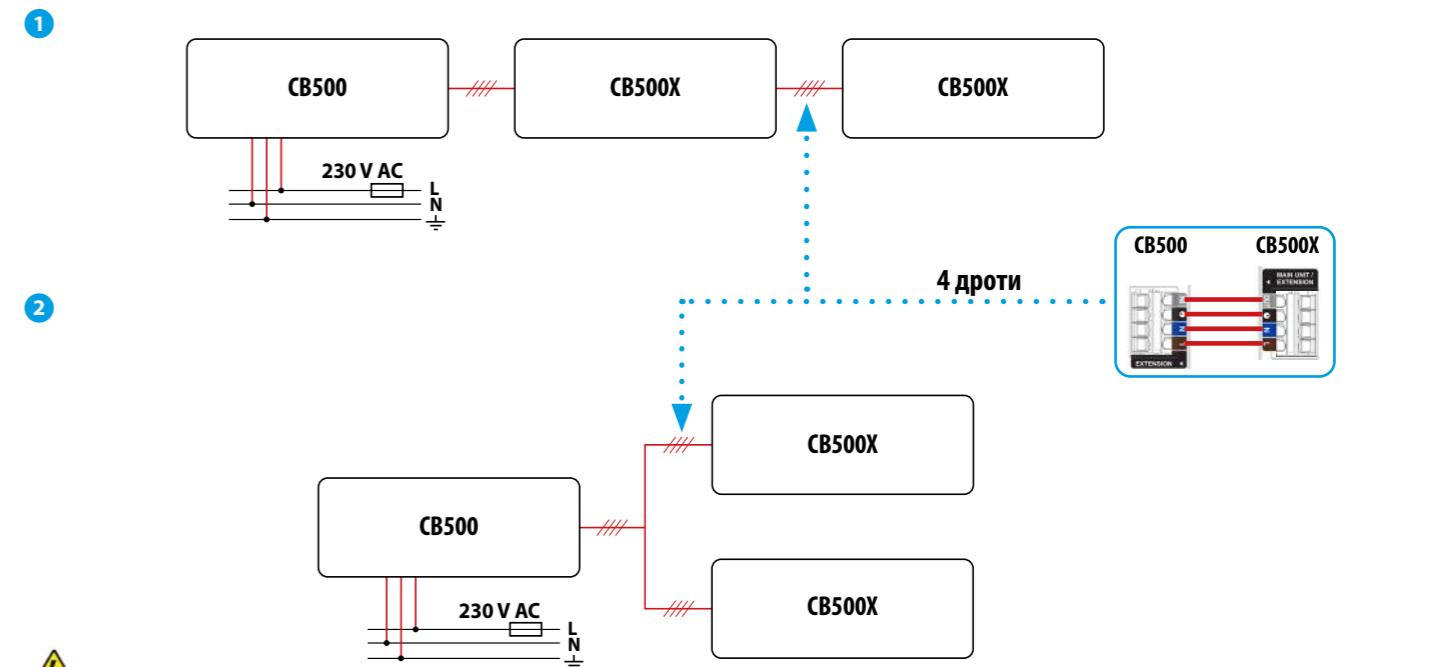 1
CB500
CB500X
CB500X
230 V AC
L
N
CB500
CB500X
MAIN UNIT /
EXTENSION
4 дроти
N
N
L
L
EXTENSION
2
CB500X
CB500
CB500X
230 V AC
L
N